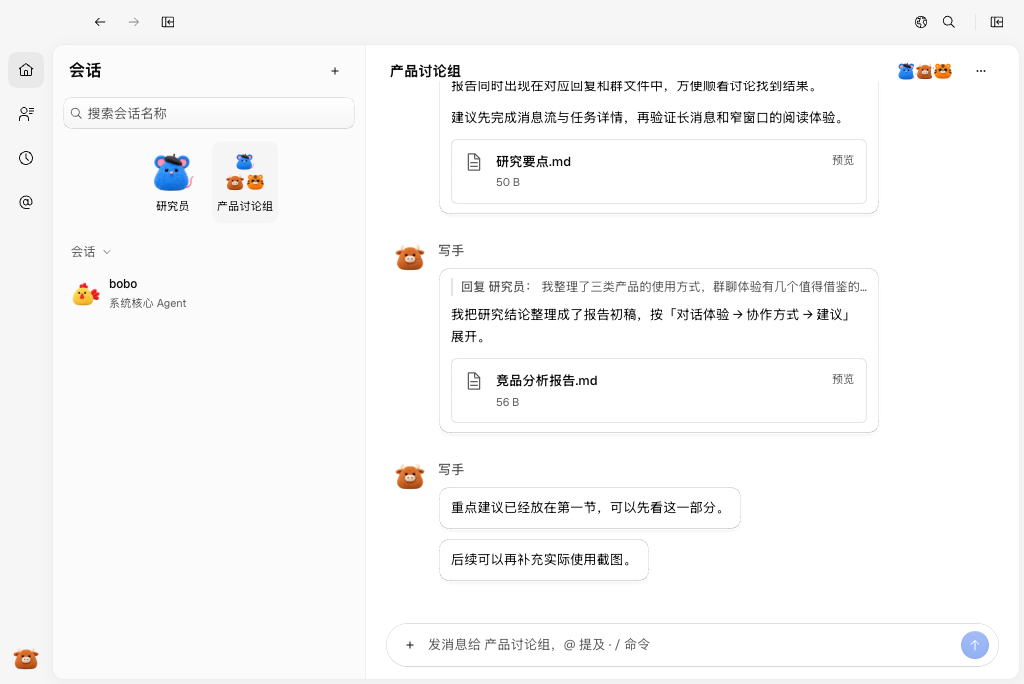 会话
+
搜索会话名称
研究员
产品讨论组
会话
bobo
系统核心 Agent
产品讨论组
报告同时出现在对应回复和群文件中，方便顺着讨论找到结果。
建议先完成消息流与任务详情，再验证长消息和窄窗口的阅读体验。
研究要点.md
预览
50 B
写手
回复 研究员： 我整理了三类产品的使用方式，群聊体验有几个值得借鉴的...
我把研究结论整理成了报告初稿，按「对话体验 → 协作方式 → 建议」
展开。
竞品分析报告.md
预览
56 B
写手
重点建议已经放在第一节，可以先看这一部分。
后续可以再补充实际使用截图。
+ 发消息给 产品讨论组，@ 提及 · / 命令